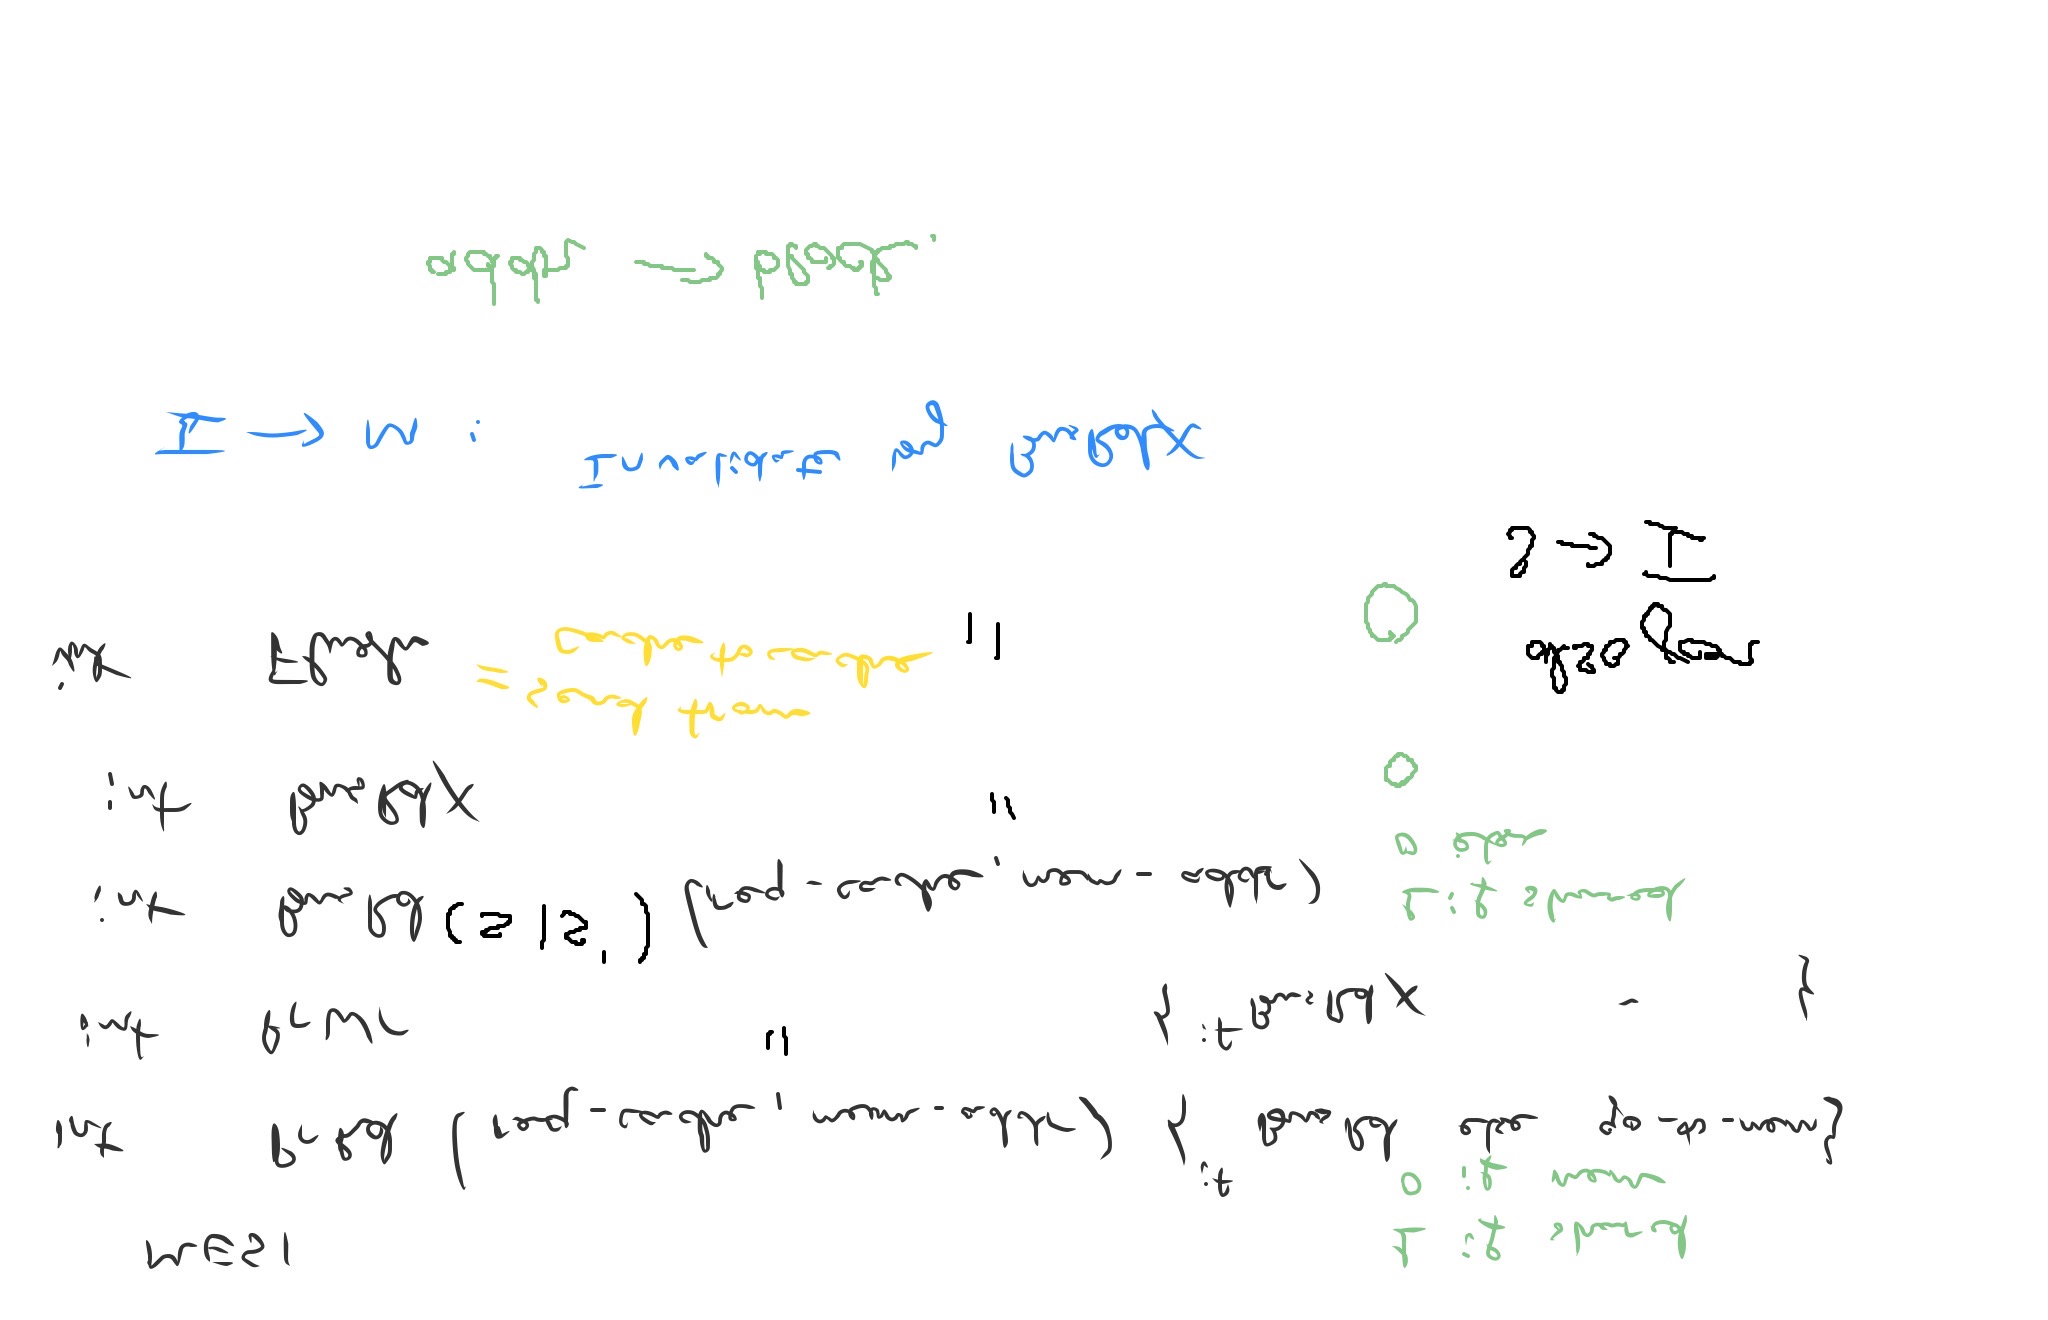 MESI
1 if shared
0 if mem
int PrRd (req_cache, mem_addr) { if BusRd else go_to_mem}
int PrWr " { if BusRdX - }
int BusRd (S|S') (req_cache, mem_addr) 1 if shared
0 else
int BusRdX " 0
int Flush = send from
cache to cache " 0
also for
S → I
I → M : Invalidate by BusRdX
addr → block.